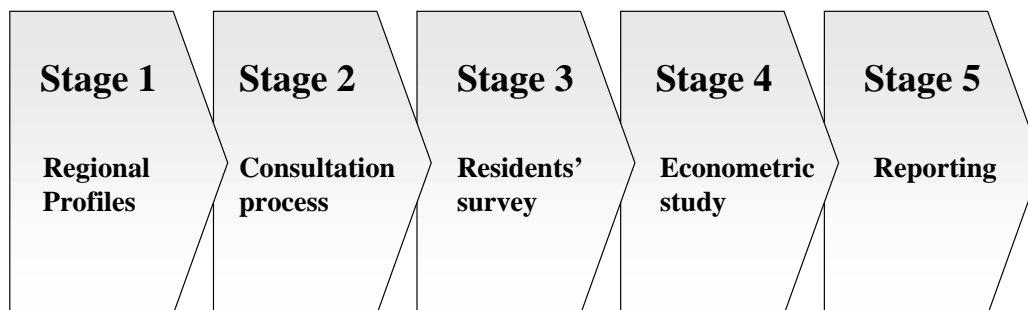 Stage 1
Regional
Profiles
Stage 2
Consultation
process
Stage 3
Residents’
survey
Stage 4
Econometric
study
Stage 5
Reporting